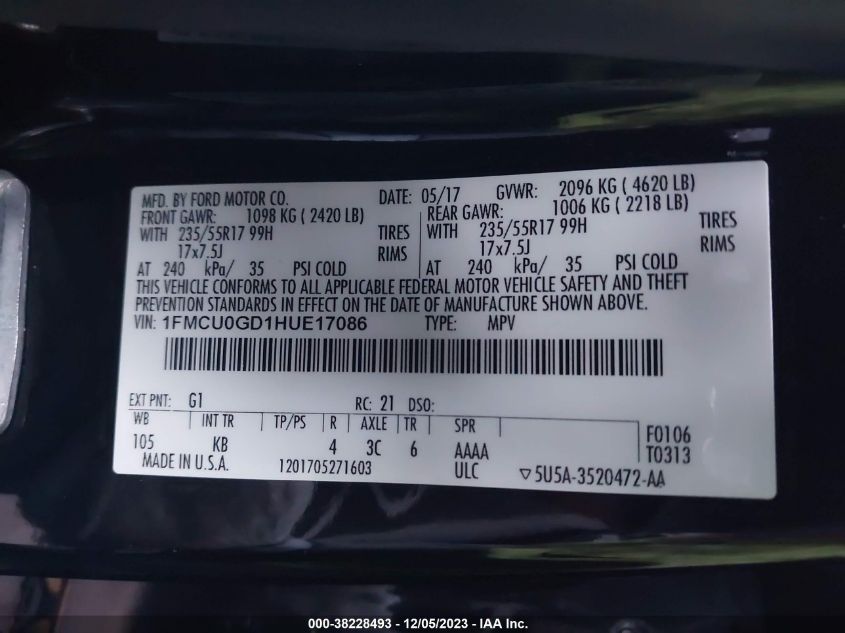 MFD. BY FORD MOTOR CO. DATE: 05/17 GVWR: 2096 KG ( 4620 LB)
FRONT GAWR: 1098 KG ( 2420 LB) REAR GAWR: 1006 KG ( 2218 LB)
WITH 235/55R17 99H TIRES WITH 235/55R17 99H TIRES
17x7.5J RIMS 17x7.5J RIMS
AT 240 kPa/ 35 PSI COLD AT 240 kPa/ 35 PSI COLD
THIS VEHICLE CONFORMS TO ALL APPLICABLE FEDERAL MOTOR VEHICLE SAFETY AND THEFT
PREVENTION STANDARDS IN EFFECT ON THE DATE OF MANUFACTURE SHOWN ABOVE.
VIN: 1FMCU0GD1HUE17086 TYPE: MPV
EXT PNT: G1 RC: 21 DSO:
WB INT TR TP/PS R AXLE TR SPR F0106
105 KB 4 3C 6 AAAA T0313
MADE IN U.S.A. 1201705271603 ULC ▽5U5A-3520472-AA
000-38228493 - 12/05/2023 - IAA Inc.